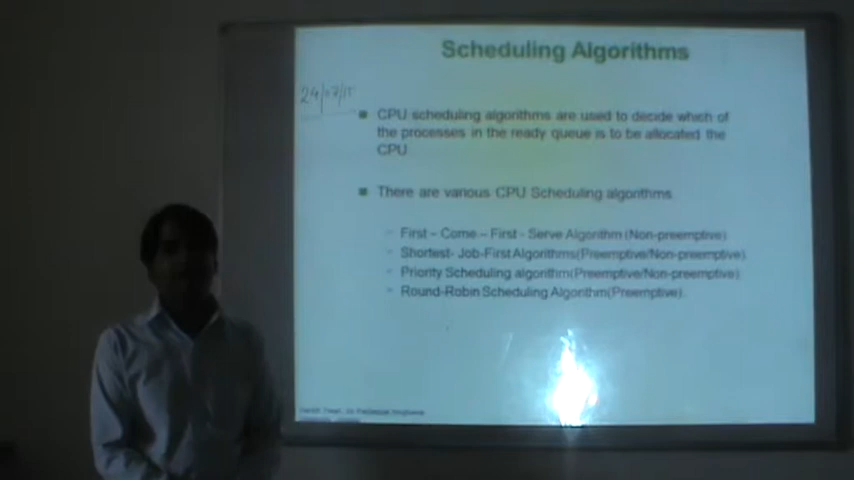 Scheduling Algorithms
24/07/15
CPU scheduling algorithms are used to decide which of
the processes in the ready queue is to be allocated the
CPU
There are various CPU Scheduling algorithms
First – Come – First - Serve Algorithm (Non-preemptive)
Shortest- Job-First Algorithms(Preemptive/Non-preemptive)
Priority Scheduling algorithm(Preemptive/Non-preemptive)
Round-Robin Scheduling Algorithm(Preemptive)